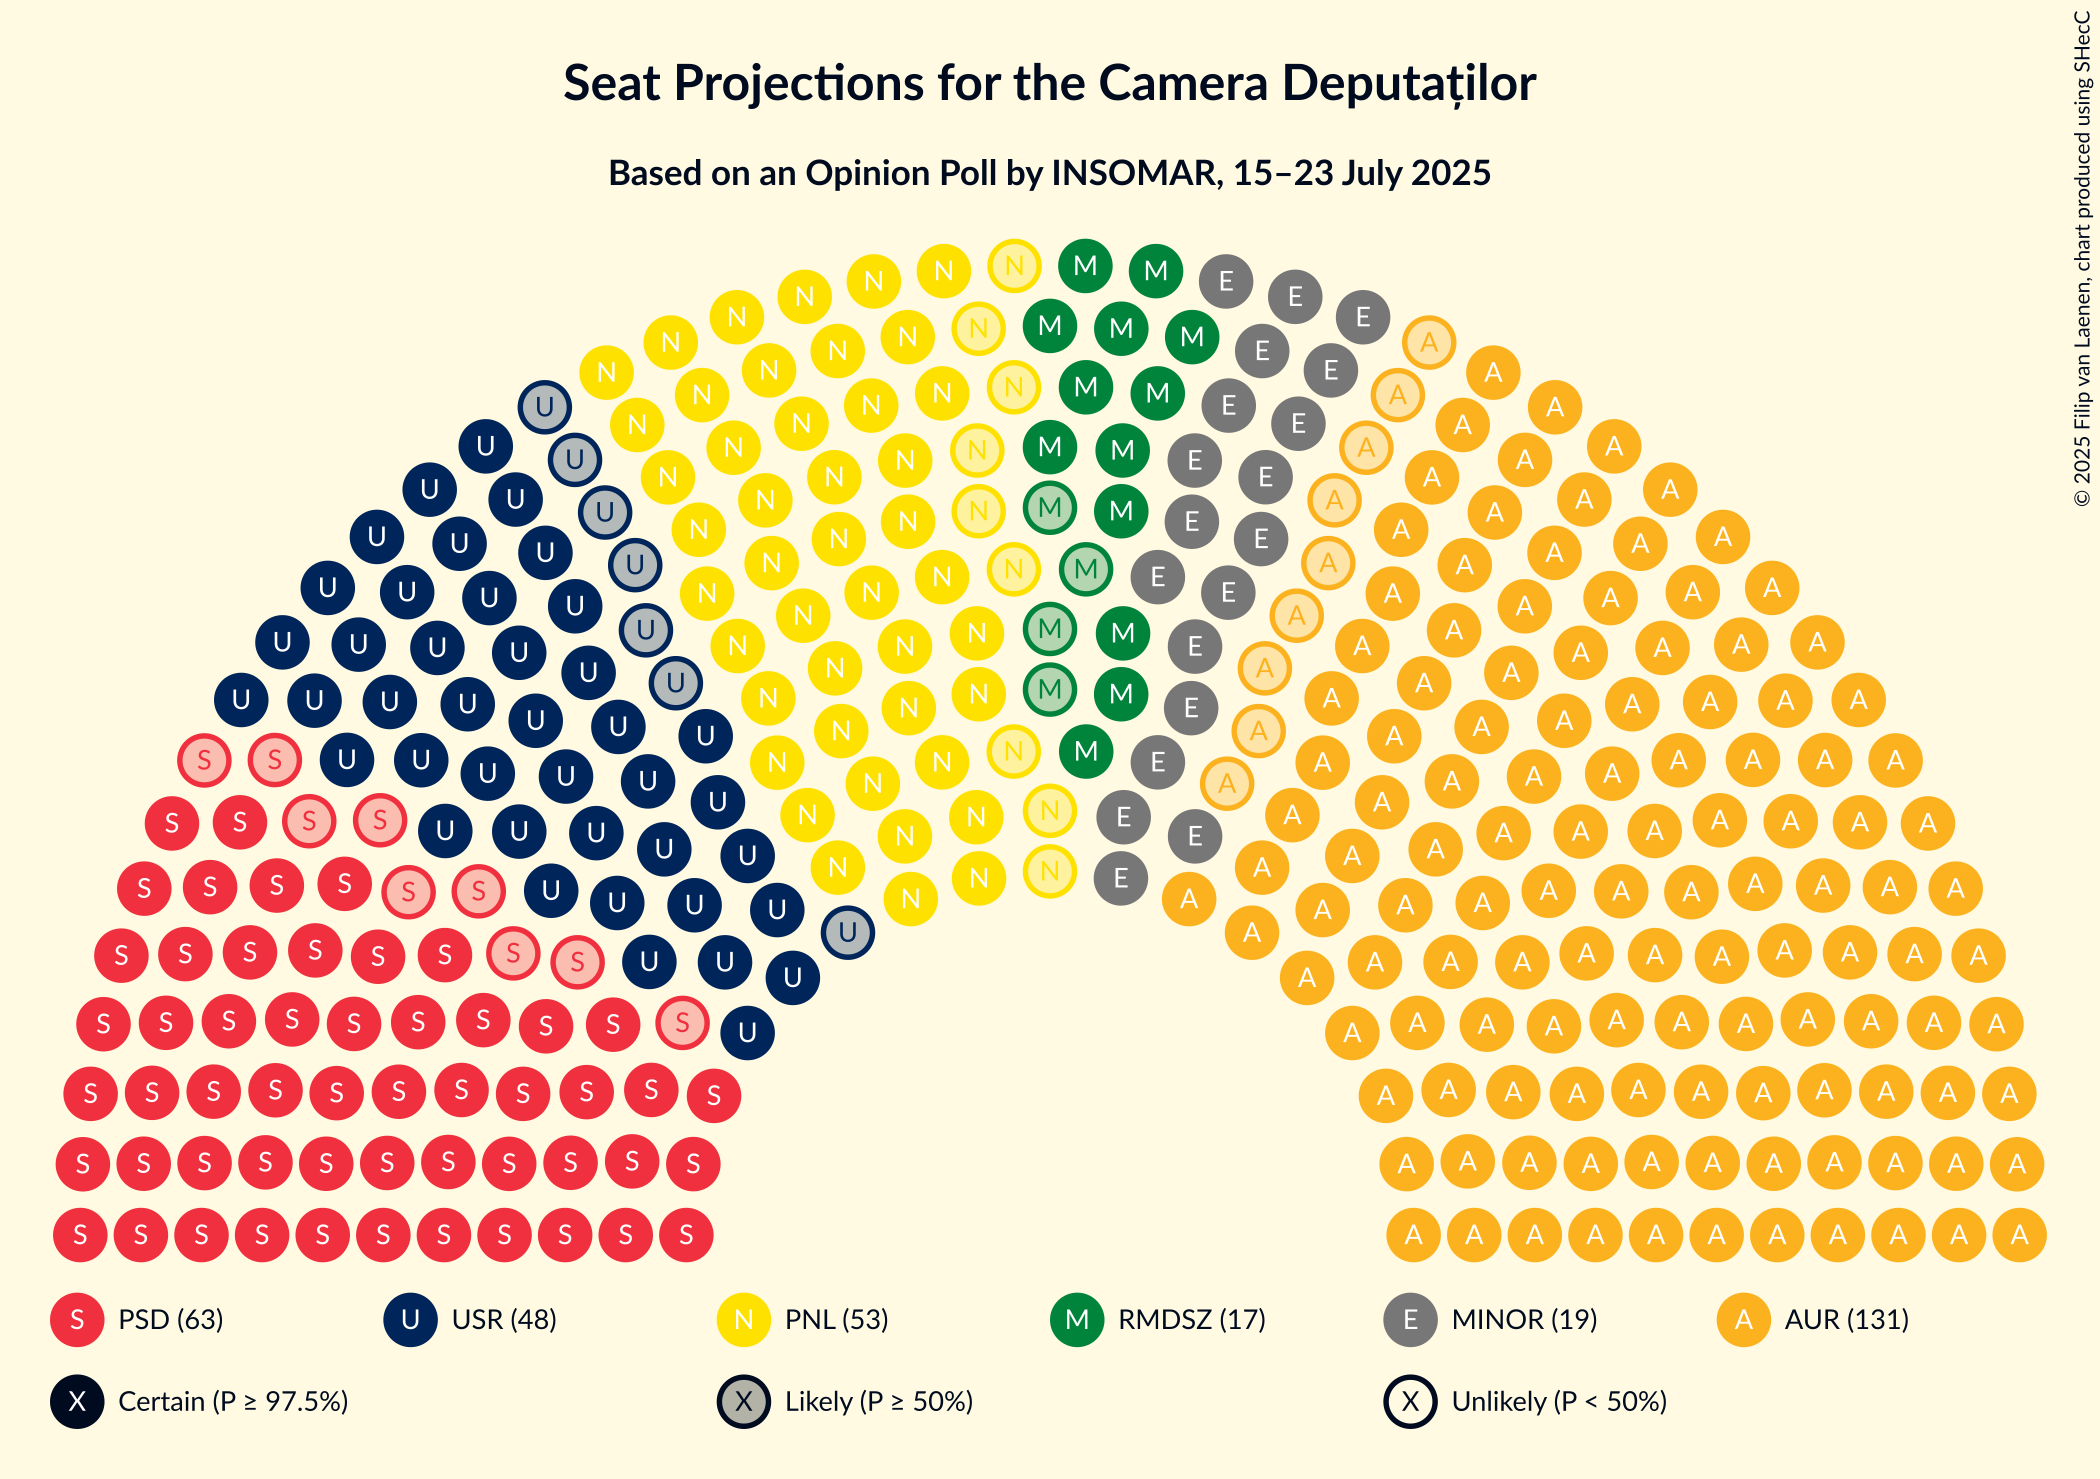 Seat Projections for the Camera Deputaților
Based on an Opinion Poll by INSOMAR, 15–23 July 2025
© 2025 Filip van Laenen, chart produced using SHecC
S PSD (63) U USR (48) N PNL (53) M RMDSZ (17) E MINOR (19) A AUR (131)
X Certain (P ≥ 97.5%) X Likely (P ≥ 50%) X Unlikely (P < 50%)